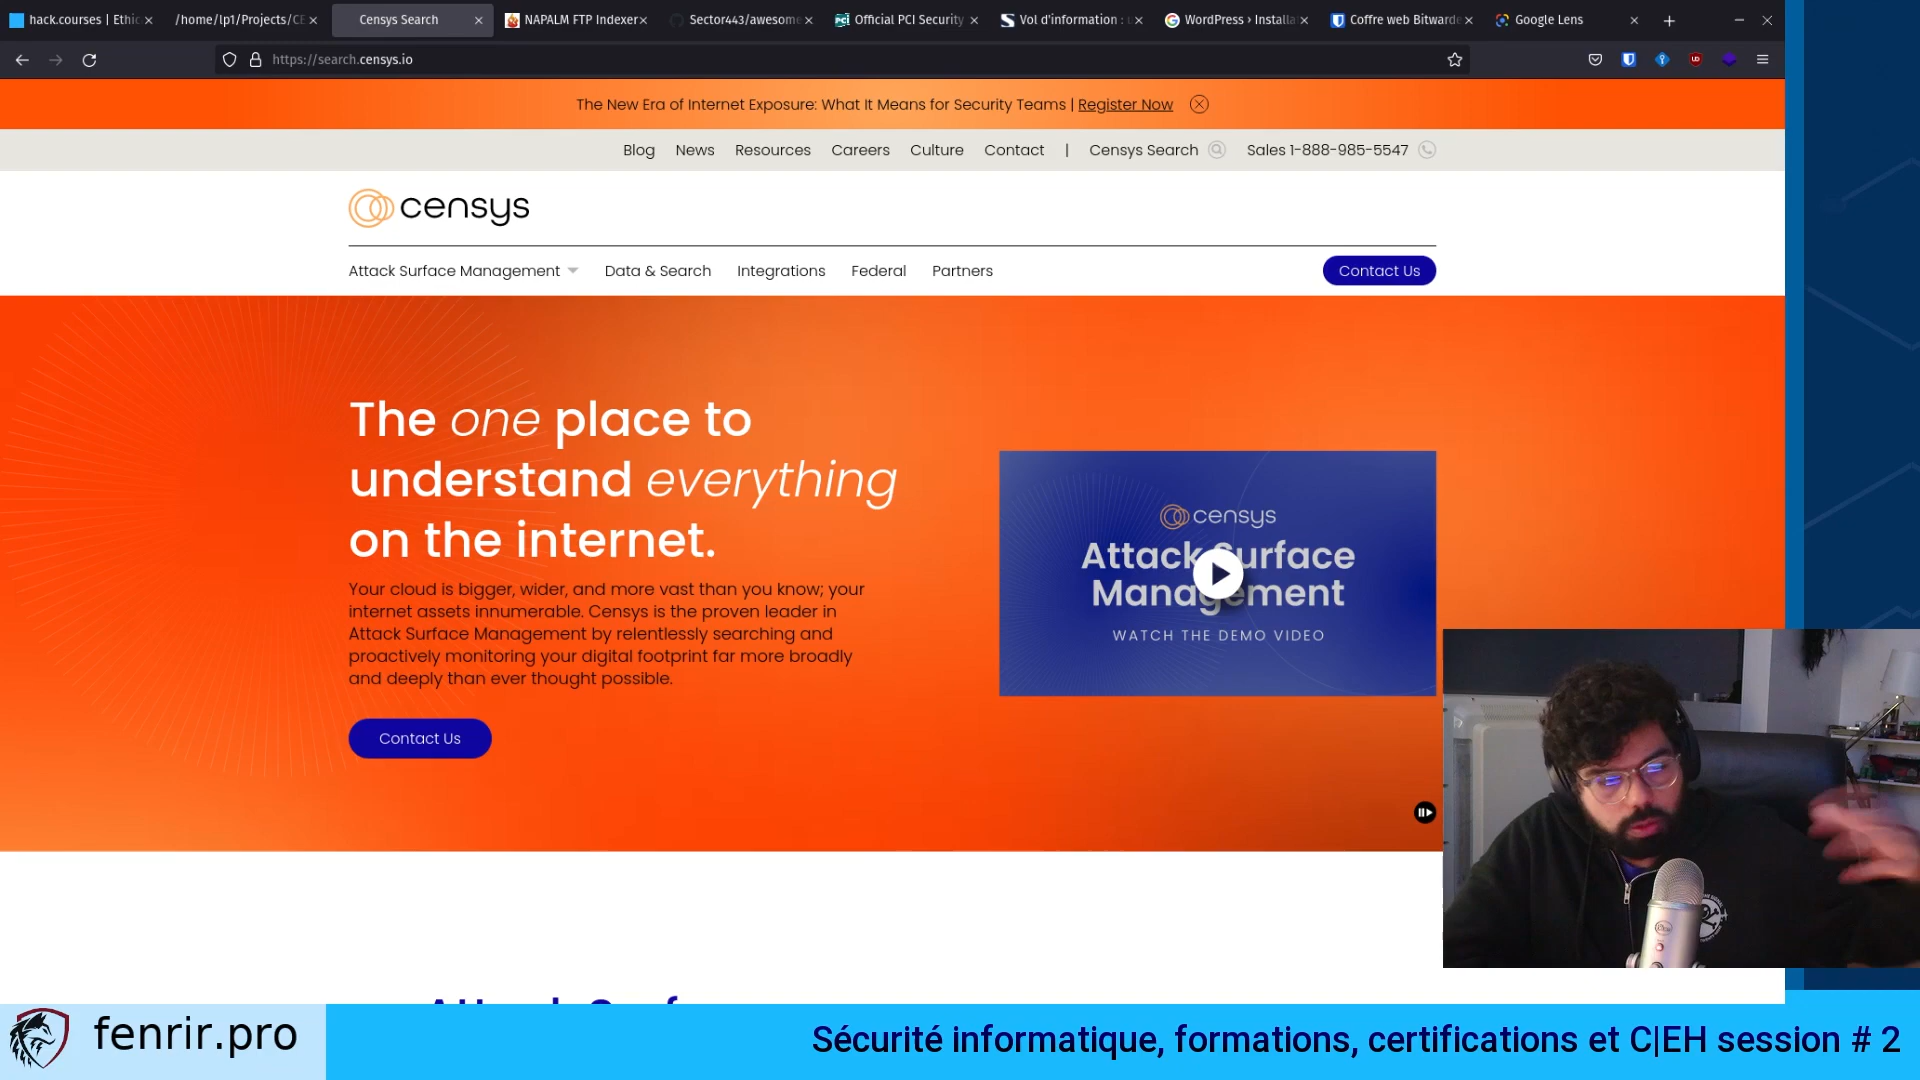 hack.courses | Ethic
/home/lp1/Projects/CE
Censys Search
NAPALM FTP Indexer
Sector443/awesome
Official PCI Security
Vol d'information :
WordPress › Installa
Coffre web Bitwarde
Google Lens
https://search.censys.io
The New Era of Internet Exposure: What It Means for Security Teams | Register Now
Blog News Resources Careers Culture Contact | Censys Search Sales 1-888-985-5547
censys
Attack Surface Management Data & Search Integrations Federal Partners Contact Us
The one place to
understand everything
on the internet.
Your cloud is bigger, wider, and more vast than you know; your
internet assets innumerable. Censys is the proven leader in
Attack Surface Management by relentlessly searching and
proactively monitoring your digital footprint far more broadly
and deeply than ever thought possible.
Contact Us
censys
Attack Surface
Management
WATCH THE DEMO VIDEO
fenrir.pro
Sécurité informatique, formations, certifications et C|EH session # 2